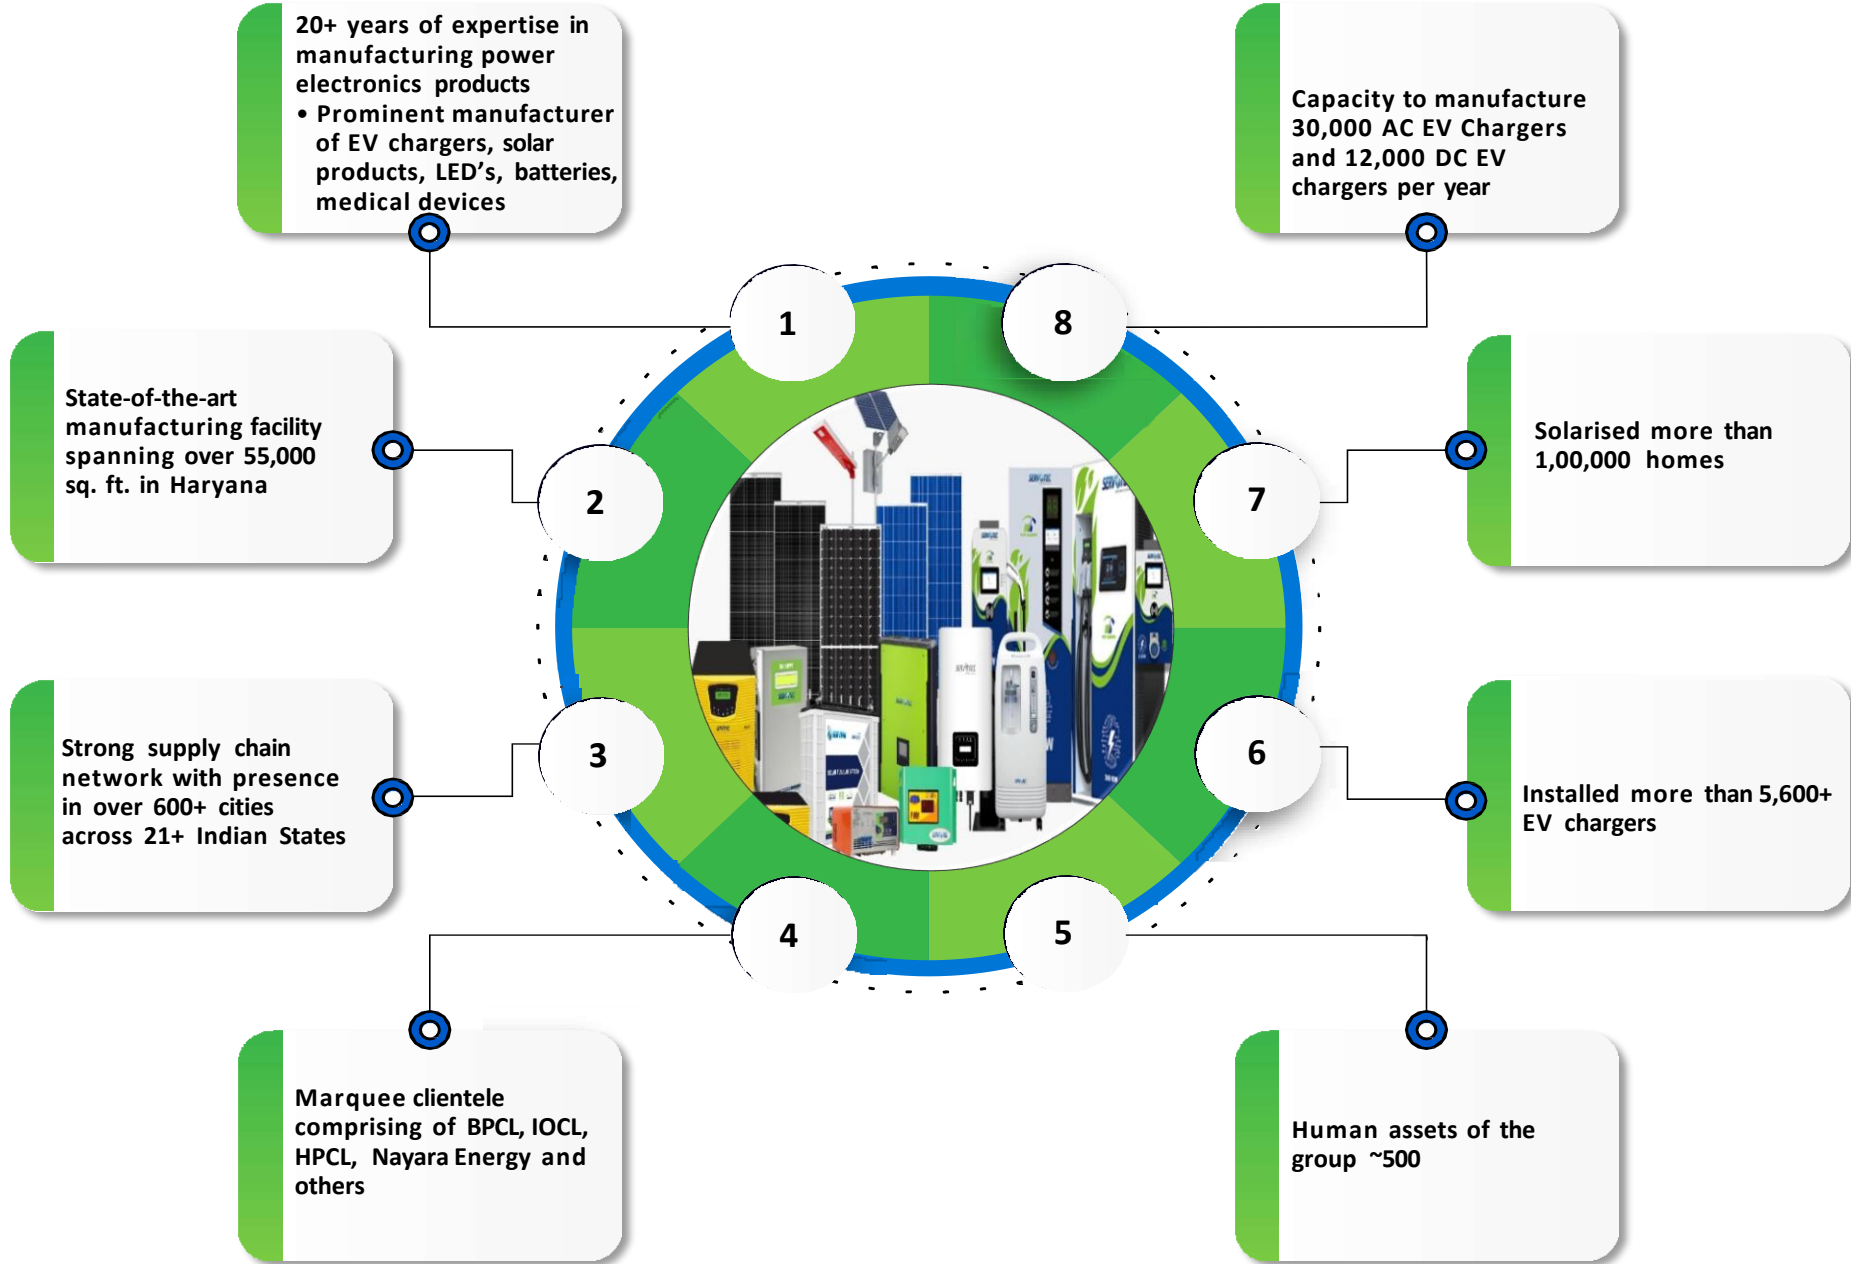 20+ years of expertise in
manufacturing power
electronics products
• Prominent manufacturer
of EV chargers, solar
products, LED’s, batteries,
medical devices
1
State-of-the-art
manufacturing facility
spanning over 55,000
sq. ft. in Haryana
2
Strong supply chain
network with presence
in over 600+ cities
across 21+ Indian States
3
Marquee clientele
comprising of BPCL, IOCL,
HPCL, Nayara Energy and
others
4
Human assets of the
group ~500
5
Installed more than 5,600+
EV chargers
6
Solarised more than
1,00,000 homes
7
Capacity to manufacture
30,000 AC EV Chargers
and 12,000 DC EV
chargers per year
8